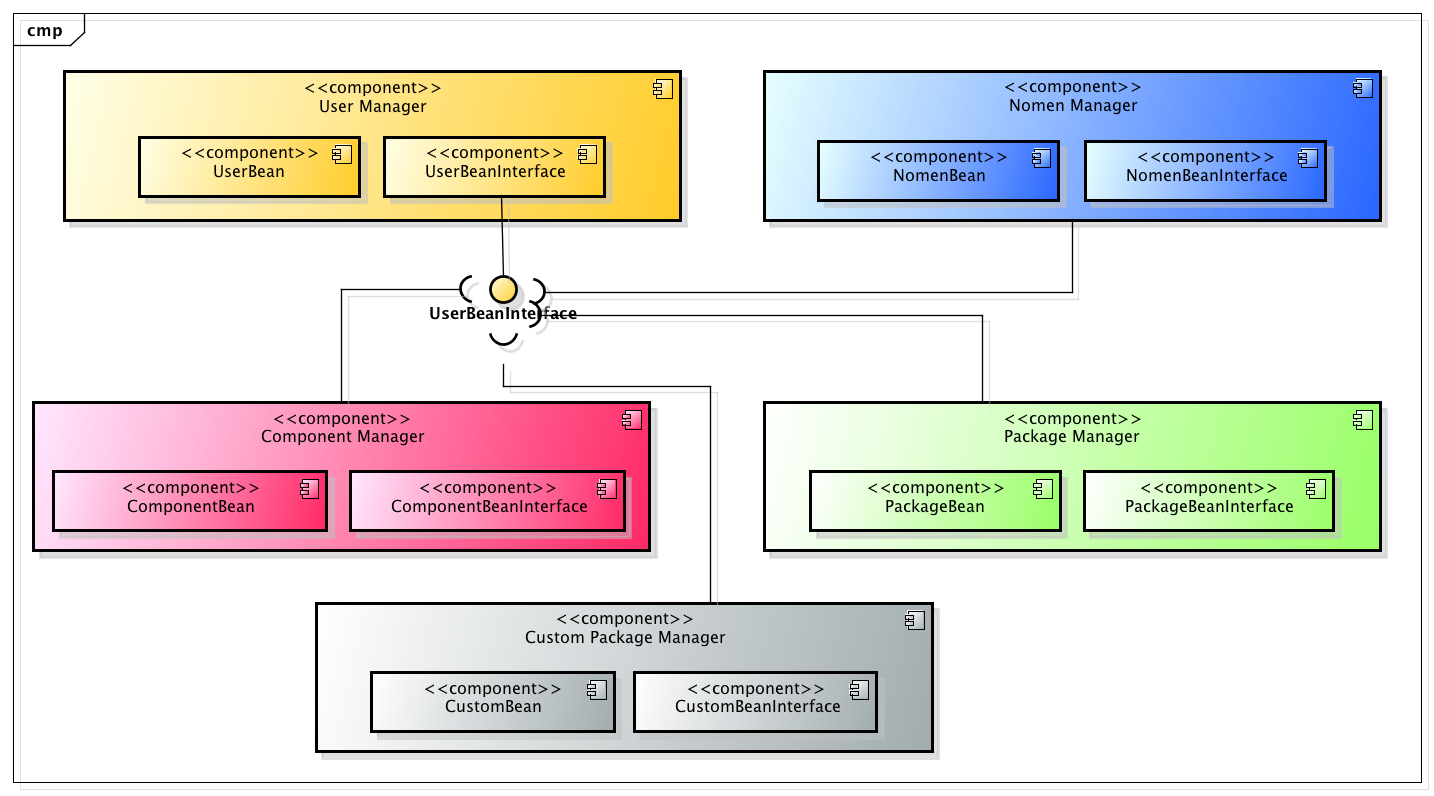 cmp
<<component>>
User Manager
<<component>>
UserBean
<<component>>
UserBeanInterface
<<component>>
Nomen Manager
<<component>>
NomenBean
<<component>>
NomenBeanInterface
UserBeanInterface
<<component>>
Component Manager
<<component>>
ComponentBean
<<component>>
ComponentBeanInterface
<<component>>
Package Manager
<<component>>
PackageBean
<<component>>
PackageBeanInterface
<<component>>
Custom Package Manager
<<component>>
CustomBean
<<component>>
CustomBeanInterface